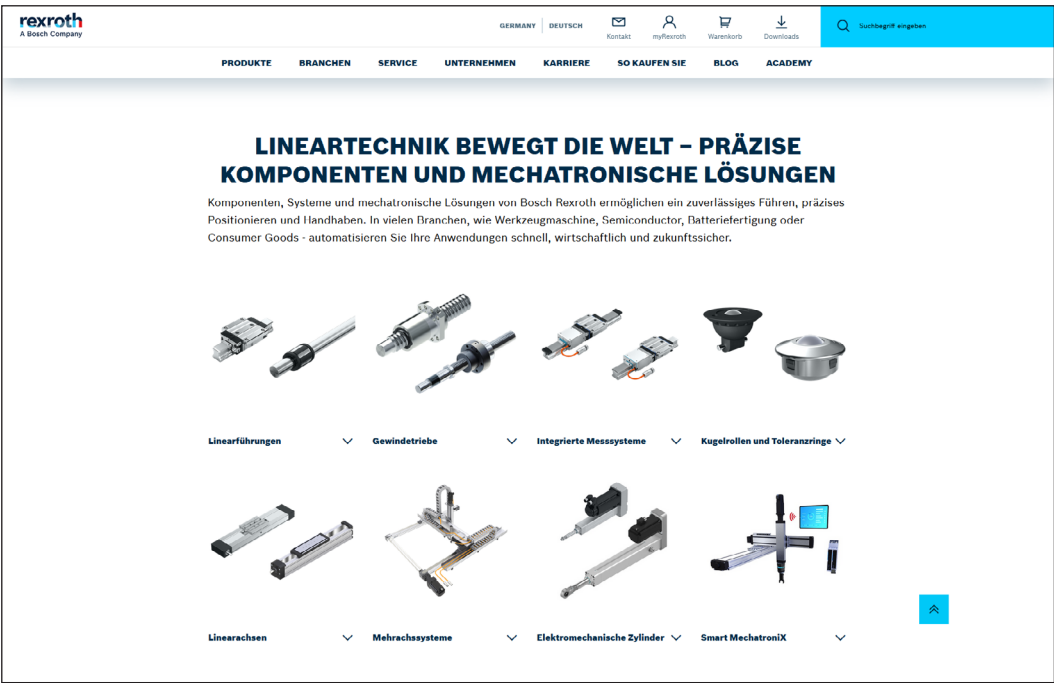 rexroth
A Bosch Company
GERMANY DEUTSCH
Kontakt
myRexroth
Warenkorb
Downloads
Suchbegriff eingeben
PRODUKTE BRANCHEN SERVICE UNTERNEHMEN KARRIERE SO KAUFEN SIE BLOG ACADEMY
LINEARTECHNIK BEWEGT DIE WELT – PRÄZISE
KOMPONENTEN UND MECHATRONISCHE LÖSUNGEN
Komponenten, Systeme und mechatronische Lösungen von Bosch Rexroth ermöglichen ein zuverlässiges Führen, präzises
Positionieren und Handhaben. In vielen Branchen, wie Werkzeugmaschine, Semiconductor, Batteriefertigung oder
Consumer Goods - automatisieren Sie Ihre Anwendungen schnell, wirtschaftlich und zukunftssicher.
Linearführungen
Gewindetriebe
Integrierte Messsysteme
Kugelrollen und Toleranzringe
Linearachsen
Mehrachssysteme
Elektromechanische Zylinder
Smart MechatroniX